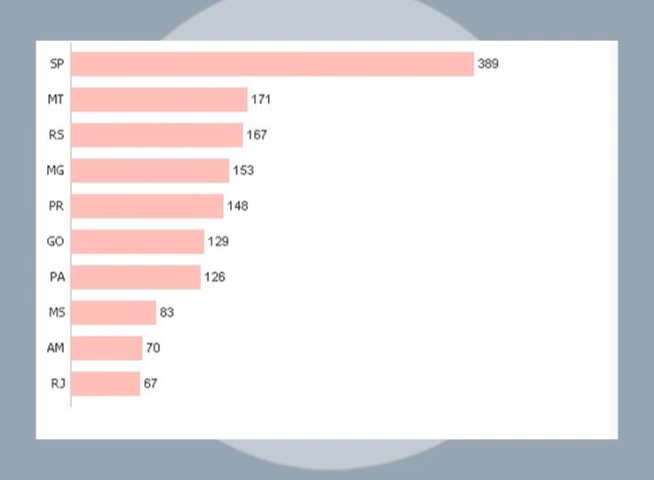 SP 389
MT 171
RS 167
MG 153
PR 148
GO 129
PA 126
MS 83
AM 70
RJ 67